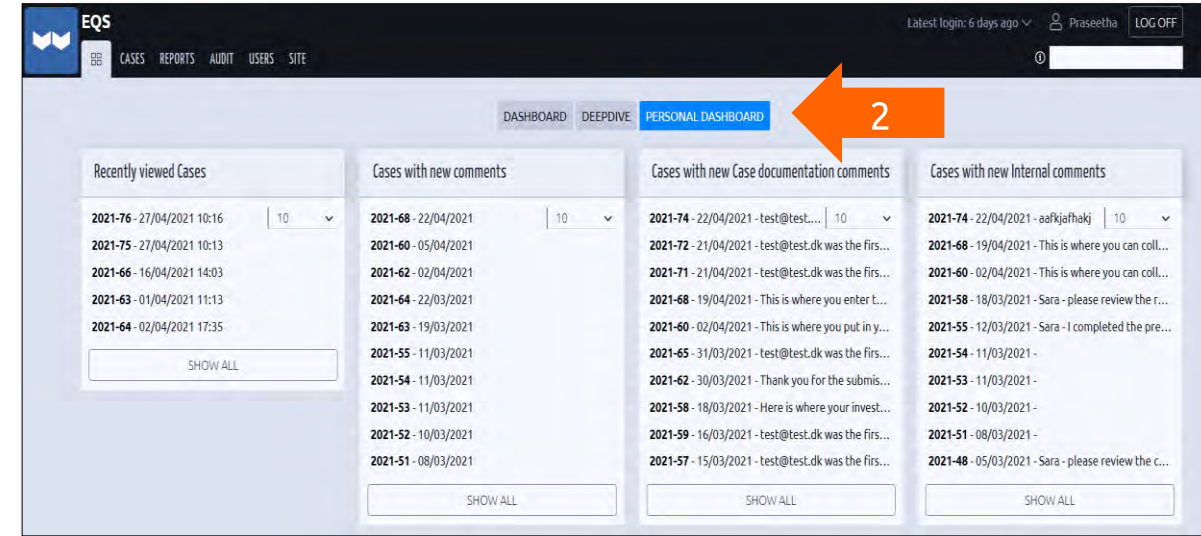 EQS
Latest login: 6 days ago Praseetha LOG OFF
CASES REPORTS AUDIT USERS SITE
DASHBOARD DEEPDIVE PERSONAL DASHBOARD
2
Recently viewed Cases
2021-76 - 27/04/2021 10:16 10
2021-75 - 27/04/2021 10:13
2021-66 - 16/04/2021 14:03
2021-63 - 01/04/2021 11:13
2021-64 - 02/04/2021 17:35
SHOW ALL
Cases with new comments
2021-68 - 22/04/2021 10
2021-60 - 05/04/2021
2021-62 - 02/04/2021
2021-64 - 22/03/2021
2021-63 - 19/03/2021
2021-55 - 11/03/2021
2021-54 - 11/03/2021
2021-53 - 11/03/2021
2021-52 - 10/03/2021
2021-51 - 08/03/2021
SHOW ALL
Cases with new Case documentation comments
2021-74 - 22/04/2021 - test@test.... 10
2021-72 - 21/04/2021 - test@test.dk was the firs...
2021-71 - 21/04/2021 - test@test.dk was the firs...
2021-68 - 19/04/2021 - This is where you enter t...
2021-60 - 02/04/2021 - This is where you put in y...
2021-65 - 31/03/2021 - test@test.dk was the firs...
2021-62 - 30/03/2021 - Thank you for the submis...
2021-58 - 18/03/2021 - Here is where your invest...
2021-59 - 16/03/2021 - test@test.dk was the firs...
2021-57 - 15/03/2021 - test@test.dk was the firs...
SHOW ALL
Cases with new Internal comments
2021-74 - 22/04/2021 - aafkjafhakj 10
2021-68 - 19/04/2021 - This is where you can coll...
2021-60 - 02/04/2021 - This is where you can coll...
2021-58 - 18/03/2021 - Sara - please review the r...
2021-55 - 12/03/2021 - Sara - I completed the pre...
2021-54 - 11/03/2021 -
2021-53 - 11/03/2021 -
2021-52 - 10/03/2021 -
2021-51 - 08/03/2021 -
2021-48 - 05/03/2021 - Sara - please review the c...
SHOW ALL